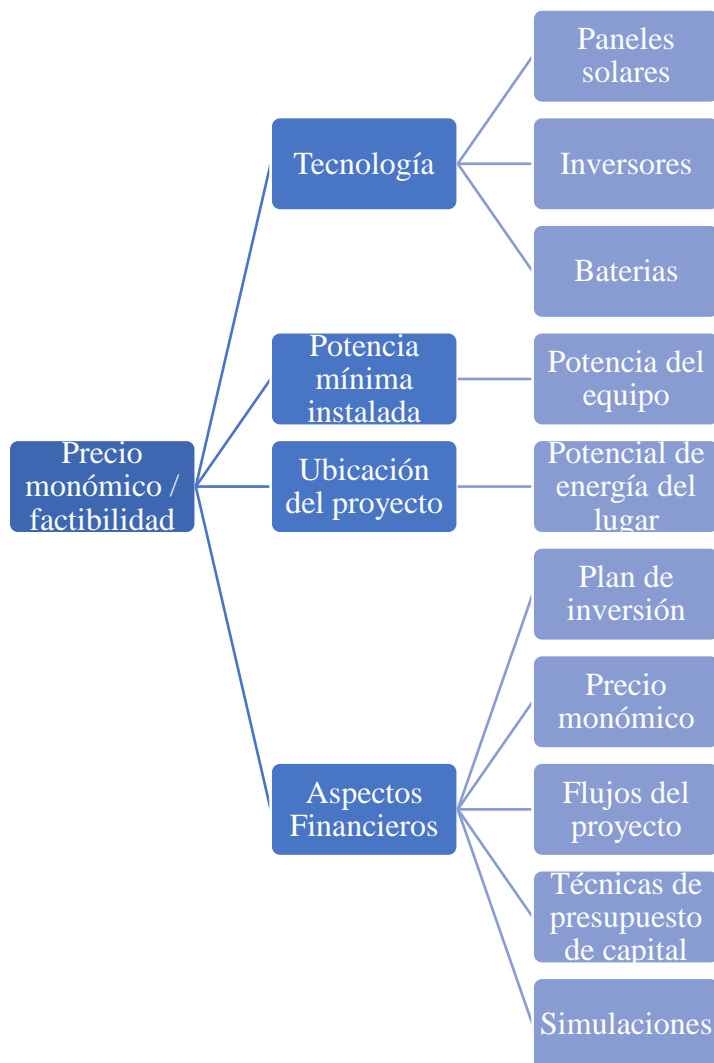 Paneles
solares
Tecnología
Inversores
Baterias
Potencia
mínima
instalada
Potencia del
equipo
Precio
monómico /
factibilidad
Ubicación
del proyecto
Potencial de
energía del
lugar
Plan de
inversión
Precio
monómico
Aspectos
Financieros
Flujos del
proyecto
Técnicas de
presupuesto
de capital
Simulaciones